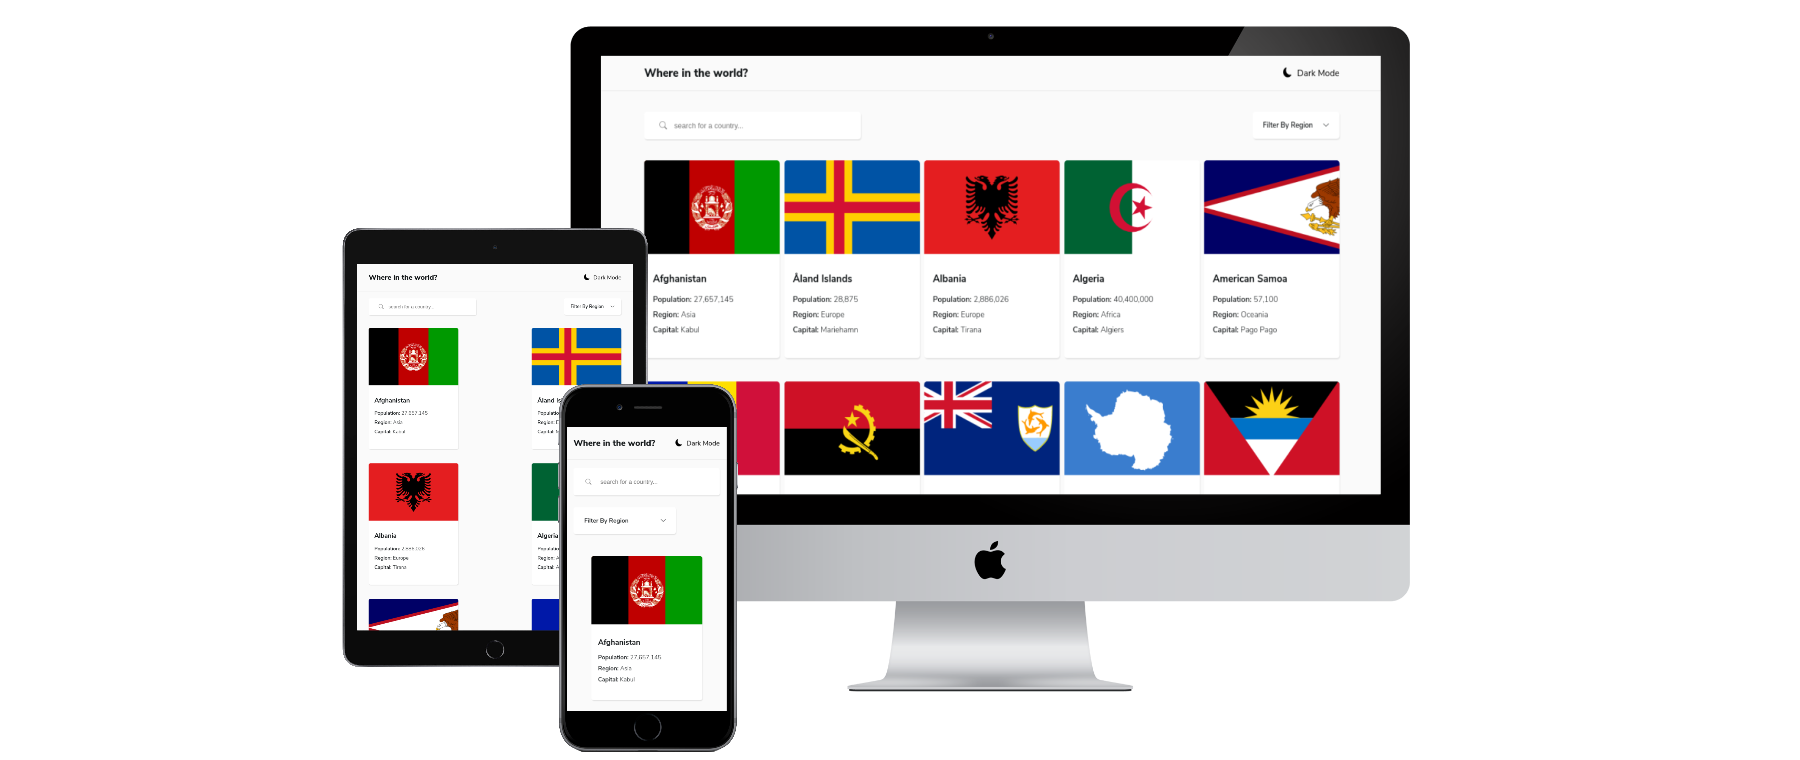 Where in the world?
Dark Mode
search for a country...
Filter By Region
Afghanistan
Population: 27,657,145
Region: Asia
Capital: Kabul
Åland Islands
Population: 28,875
Region: Europe
Capital: Mariehamn
Albania
Population: 2,886,026
Region: Europe
Capital: Tirana
Algeria
Population: 40,400,000
Region: Africa
Capital: Algiers
American Samoa
Population: 57,100
Region: Oceania
Capital: Pago Pago
Where in the world?
Dark Mode
search for a country...
Filter By Region
Afghanistan
Population: 27,657,145
Region: Asia
Capital: Kabul
Åland
Region:
Capital:
Albania
Population: 2,886,026
Region: Europe
Capital: Tirana
Algeria
Region:
Capital:
Where in the world?
Dark Mode
search for a country...
Filter By Region
Afghanistan
Population: 27,657,145
Region: Asia
Capital: Kabul